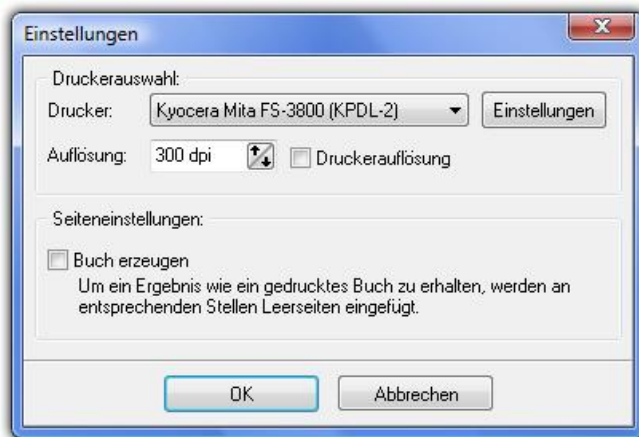 Einstellungen
Druckerauswahl:
Drucker: Kyocera Mita FS-3800 (KPDL-2) Einstellungen
Auflösung: 300 dpi Druckerauflösung
Seiteneinstellungen:
Buch erzeugen
Um ein Ergebnis wie ein gedrucktes Buch zu erhalten, werden an
entsprechenden Stellen Leerseiten eingefügt.
OK Abbrechen